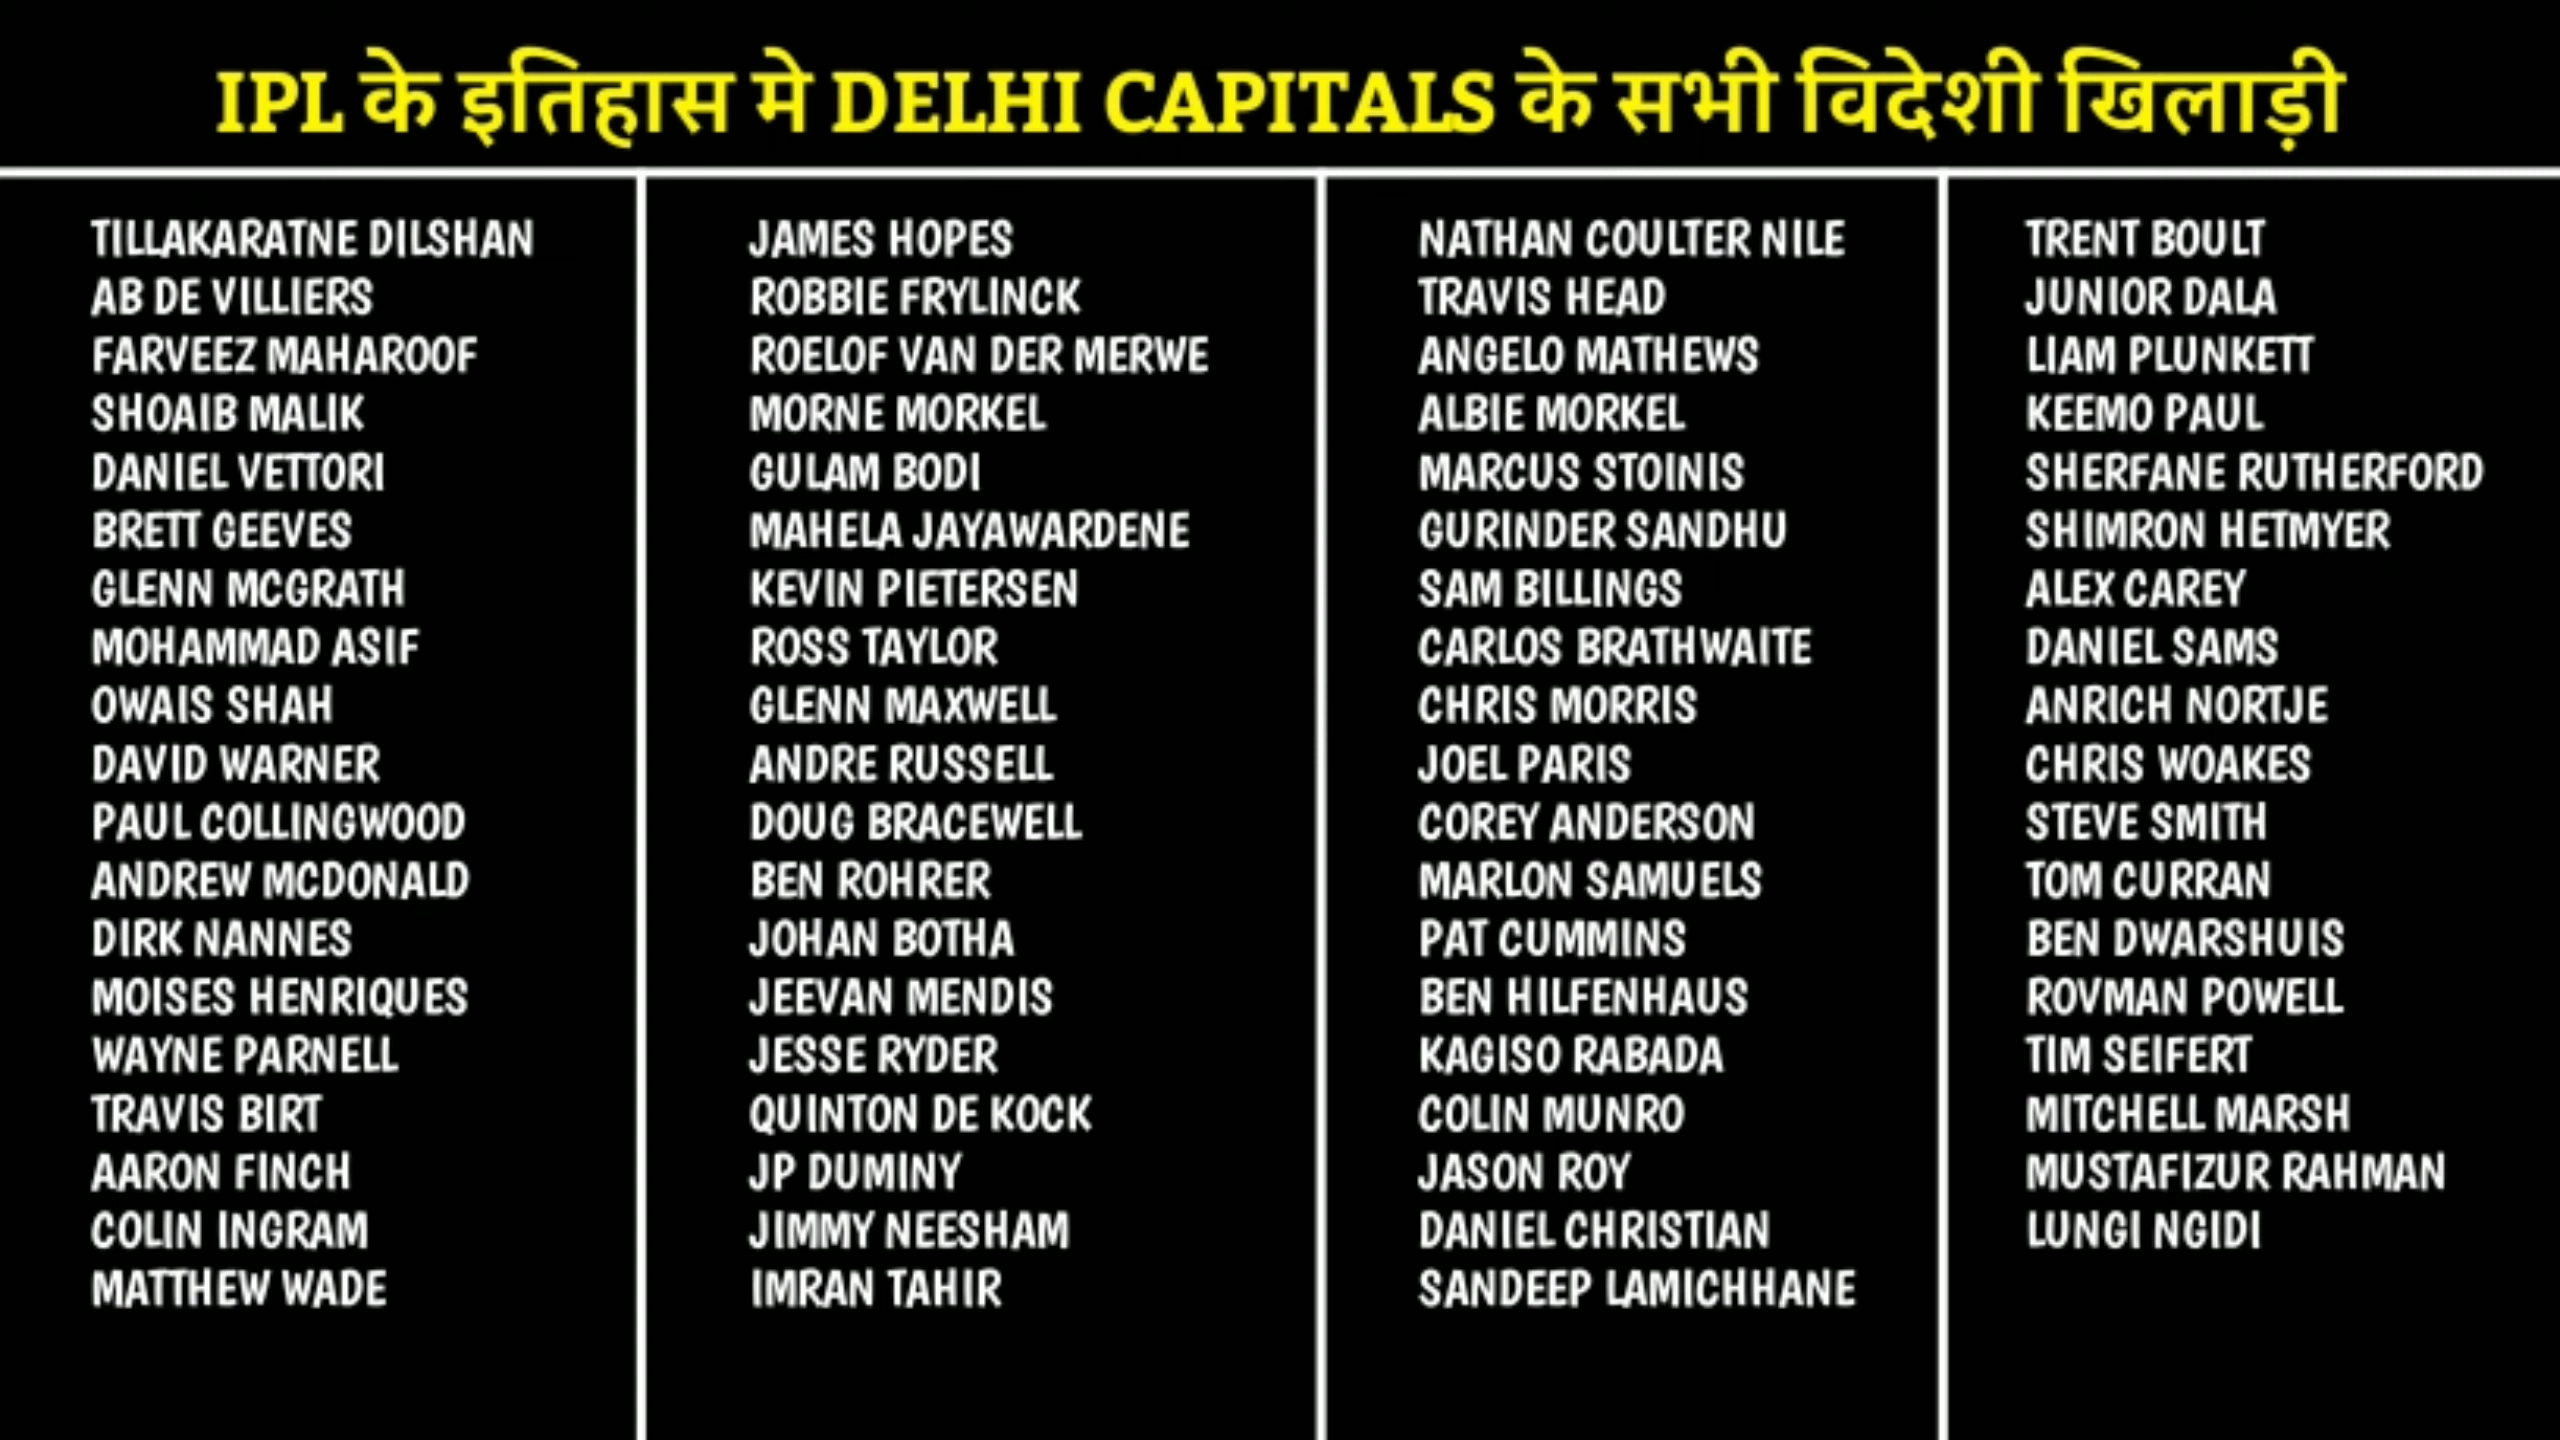 IPL के इतिहास मे DELHI CAPITALS के सभी विदेशी खिलाड़ी
TILLAKARATNE DILSHAN
AB DE VILLIERS
FARVEEZ MAHAROOF
SHOAIB MALIK
DANIEL VETTORI
BRETT GEEVES
GLENN MCGRATH
MOHAMMAD ASIF
OWAIS SHAH
DAVID WARNER
PAUL COLLINGWOOD
ANDREW MCDONALD
DIRK NANNES
MOISES HENRIQUES
WAYNE PARNELL
TRAVIS BIRT
AARON FINCH
COLIN INGRAM
MATTHEW WADE
JAMES HOPES
ROBBIE FRYLINCK
ROELOF VAN DER MERWE
MORNE MORKEL
GULAM BODI
MAHELA JAYAWARDENE
KEVIN PIETERSEN
ROSS TAYLOR
GLENN MAXWELL
ANDRE RUSSELL
DOUG BRACEWELL
BEN ROHRER
JOHAN BOTHA
JEEVAN MENDIS
JESSE RYDER
QUINTON DE KOCK
JP DUMINY
JIMMY NEESHAM
IMRAN TAHIR
NATHAN COULTER NILE
TRAVIS HEAD
ANGELO MATHEWS
ALBIE MORKEL
MARCUS STOINIS
GURINDER SANDHU
SAM BILLINGS
CARLOS BRATHWAITE
CHRIS MORRIS
JOEL PARIS
COREY ANDERSON
MARLON SAMUELS
PAT CUMMINS
BEN HILFENHAUS
KAGISO RABADA
COLIN MUNRO
JASON ROY
DANIEL CHRISTIAN
SANDEEP LAMICHHANE
TRENT BOULT
JUNIOR DALA
LIAM PLUNKETT
KEEMO PAUL
SHERFANE RUTHERFORD
SHIMRON HETMYER
ALEX CAREY
DANIEL SAMS
ANRICH NORTJE
CHRIS WOAKES
STEVE SMITH
TOM CURRAN
BEN DWARSHUIS
ROVMAN POWELL
TIM SEIFERT
MITCHELL MARSH
MUSTAFIZUR RAHMAN
LUNGI NGIDI